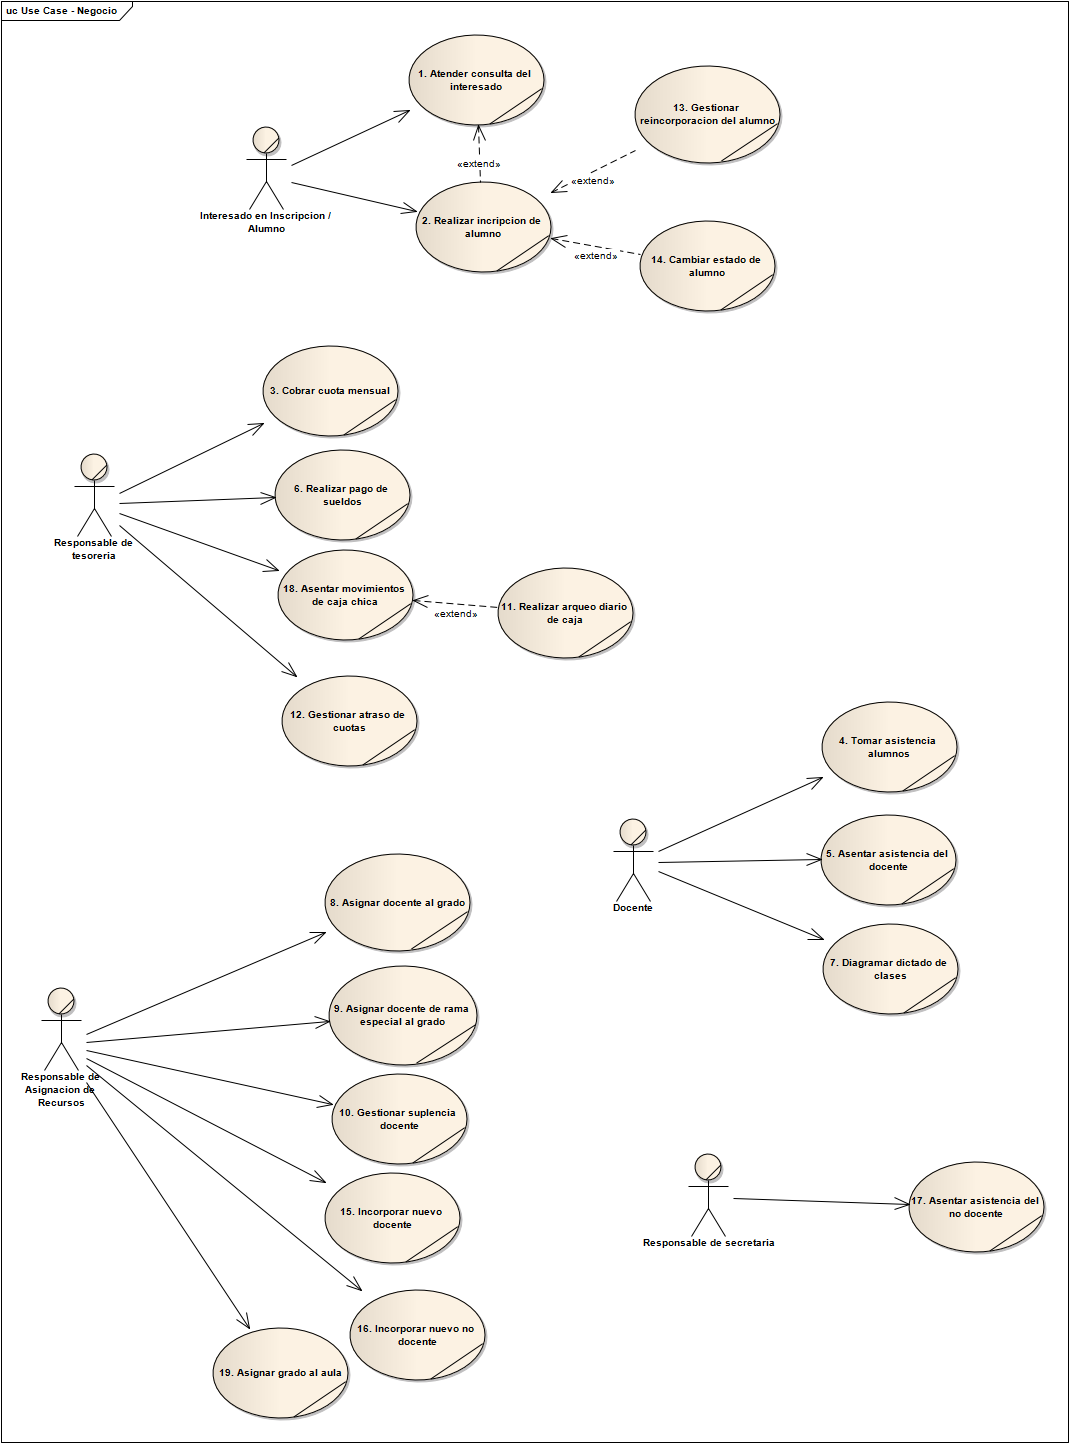 uc Use Case - Negocio
1. Atender consulta del
interesado
13. Gestionar
reincorporacion del alumno
«extend»
«extend»
Interesado en Inscripcion /
Alumno
2. Realizar incripcion de
alumno
«extend»
14. Cambiar estado de
alumno
3. Cobrar cuota mensual
6. Realizar pago de
sueldos
Responsable de
tesoreria
18. Asentar movimientos
de caja chica
«extend»
11. Realizar arqueo diario
de caja
12. Gestionar atraso de
cuotas
4. Tomar asistencia
alumnos
5. Asentar asistencia del
docente
Docente
7. Diagramar dictado de
clases
8. Asignar docente al grado
9. Asignar docente de rama
especial al grado
Responsable de
Asignacion de
Recursos
10. Gestionar suplencia
docente
15. Incorporar nuevo
docente
17. Asentar asistencia del
no docente
Responsable de secretaria
16. Incorporar nuevo no
docente
19. Asignar grado al aula